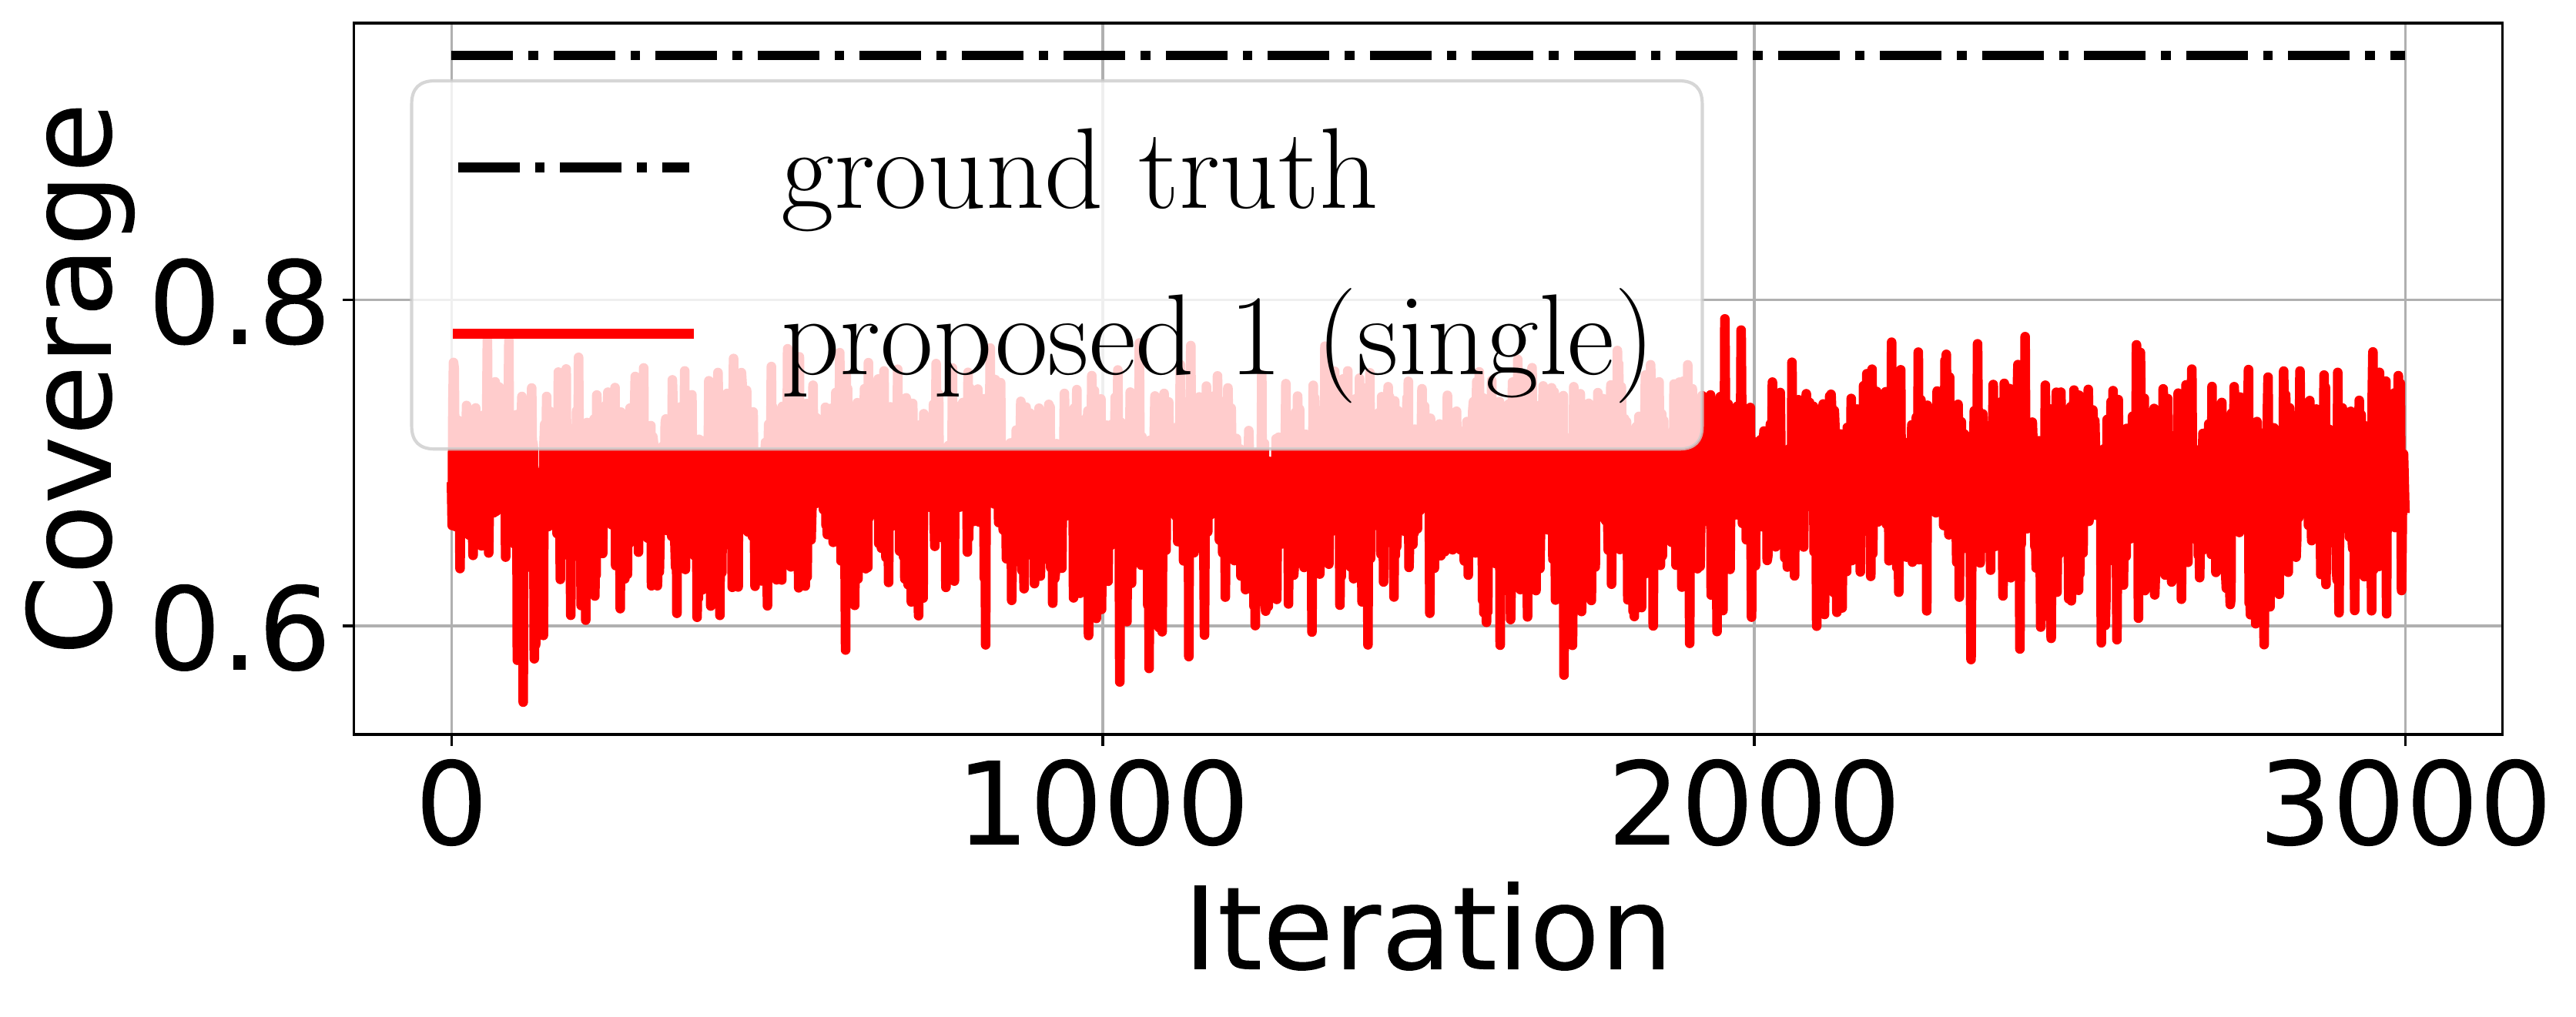 Coverage
0.8
0.6
ground truth
proposed 1 (single)
0 1000 2000 3000
Iteration